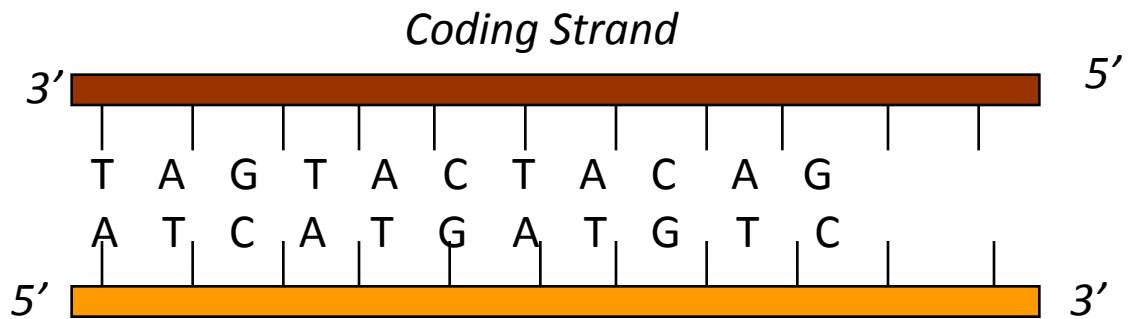 Coding Strand
3’ 5’
T A G T A C T A C A G
A T C A T G A T G T C
5’ 3’